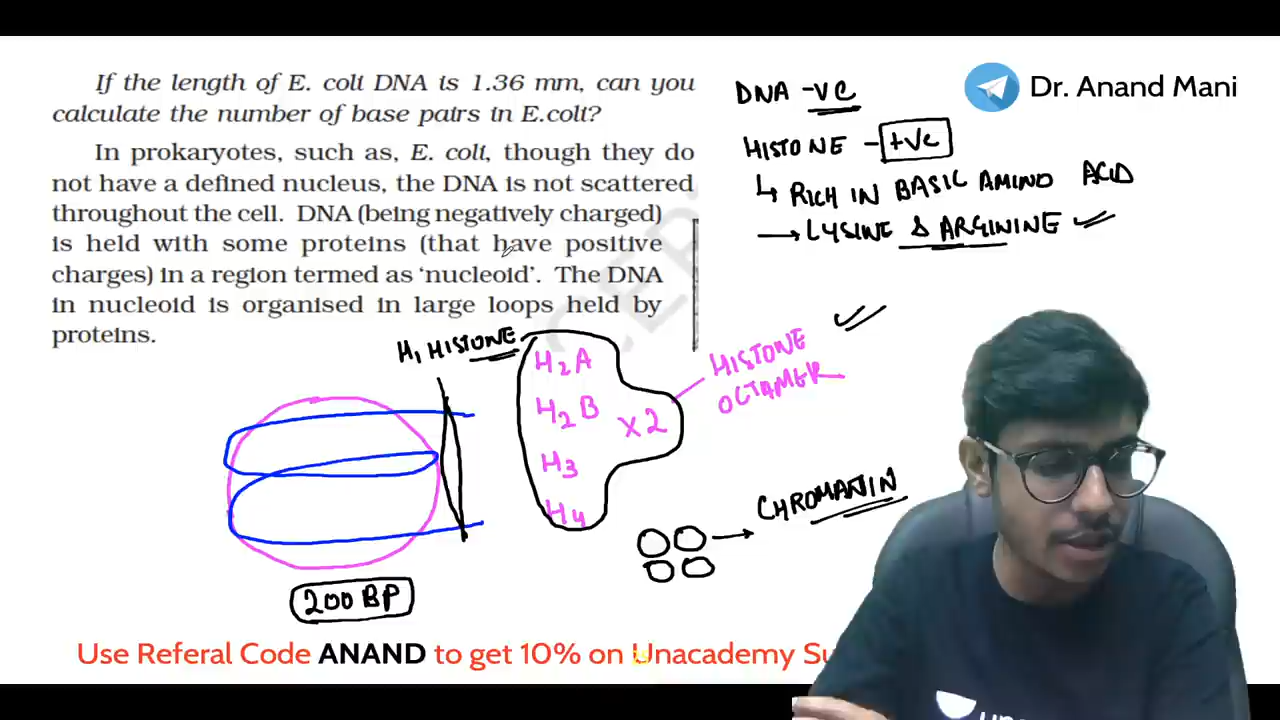 If the length of E. coli DNA is 1.36 mm, can you
calculate the number of base pairs in E.coli?
In prokaryotes, such as, E. coli, though they do
not have a defined nucleus, the DNA is not scattered
throughout the cell. DNA (being negatively charged)
is held with some proteins (that have positive
charges) in a region termed as ‘nucleoid’. The DNA
in nucleoid is organised in large loops held by
proteins.
DNA -VE
HISTONE - +VE
RICH IN BASIC AMINO ACID
LYSINE & ARGININE
Dr. Anand Mani
H1 HISTONE
H2A
H2B
H3
H4
x2
HISTONE
OCTAMER
CHROMATIN
200 BP
Use Referal Code ANAND to get 10% on Unacademy